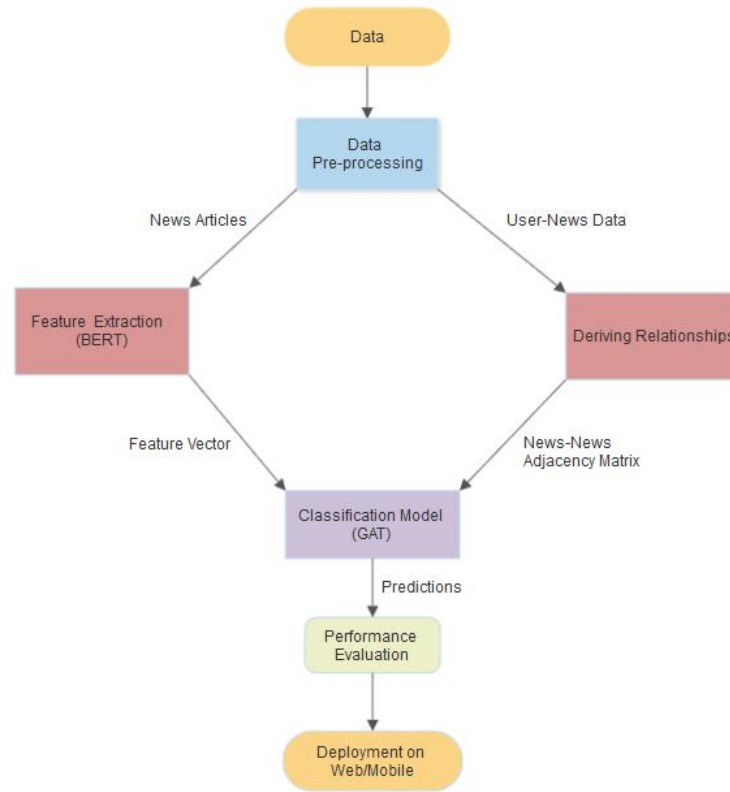 Data
Data
Pre-processing
News Articles
User-News Data
Feature Extraction
(BERT)
Deriving Relationships
Feature Vector
News-News
Adjacency Matrix
Classification Model
(GAT)
Predictions
Performance
Evaluation
Deployment on
Web/Mobile